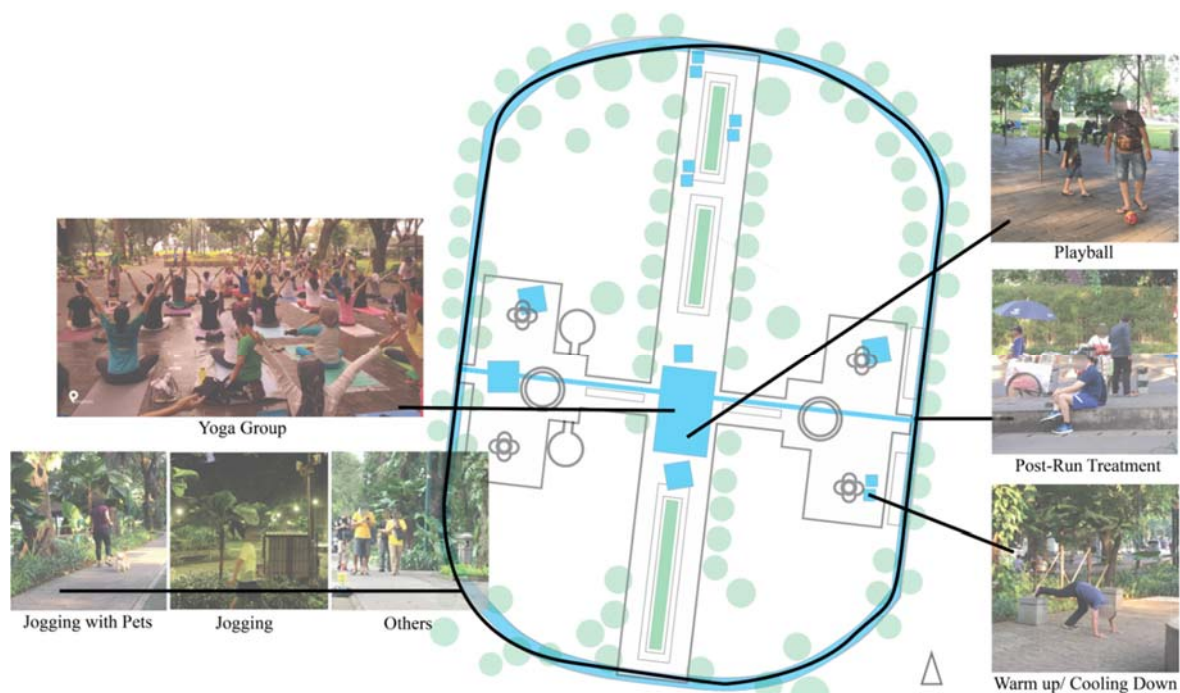 Playball
Yoga Group
Post-Run Treatment
Jogging with Pets
Jogging
Others
Warm up/ Cooling Down